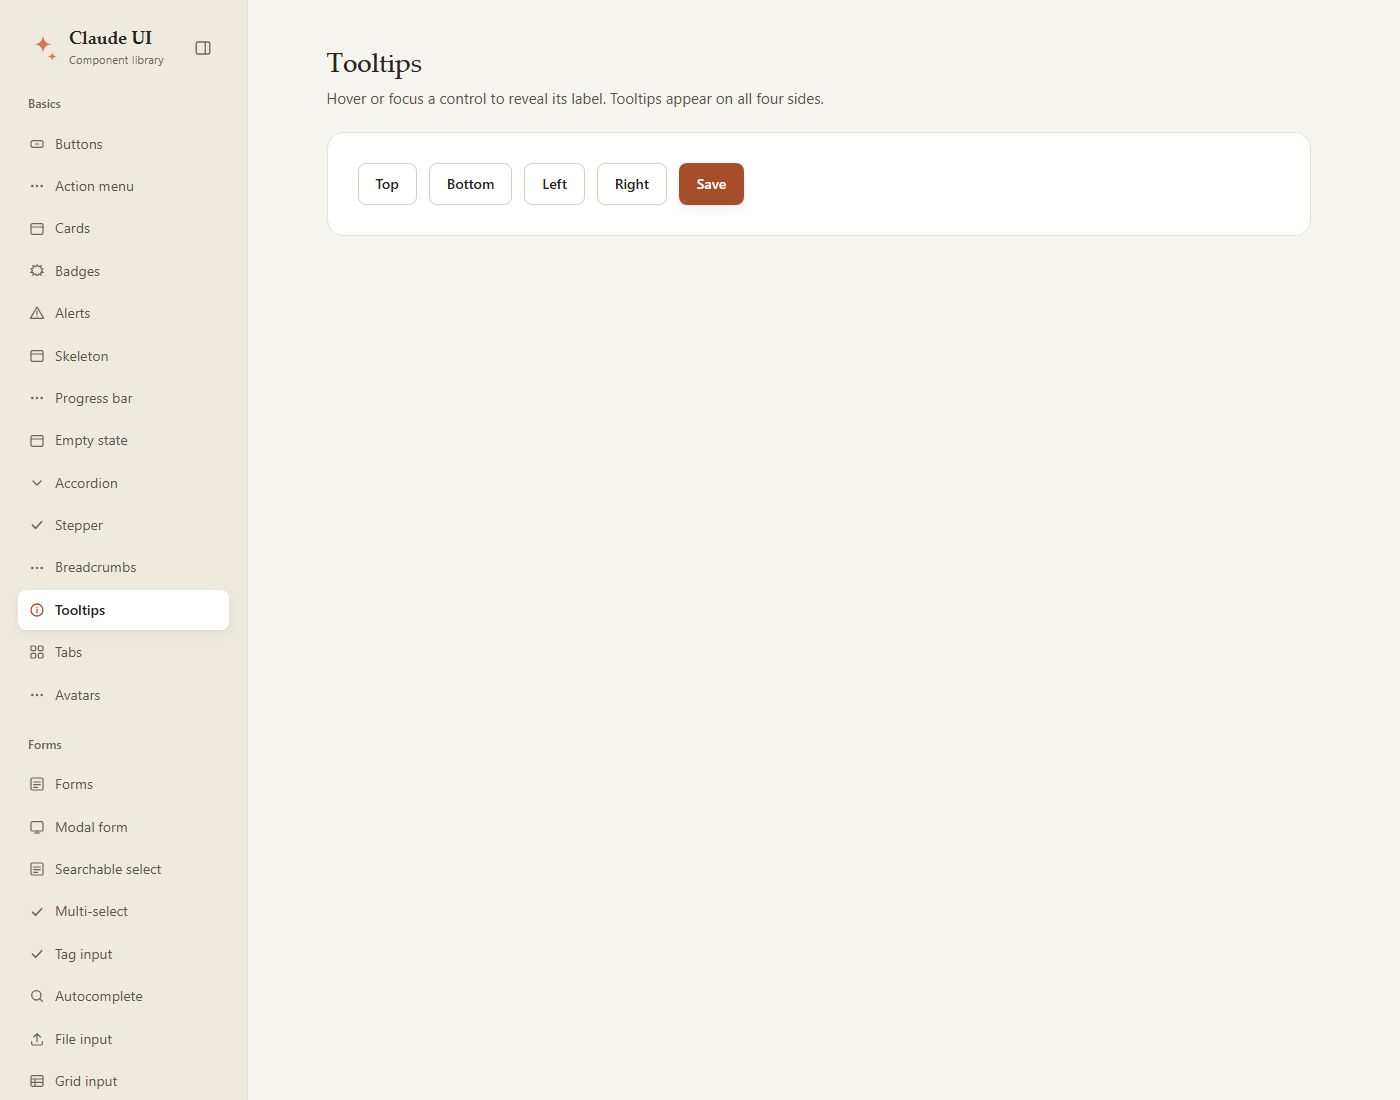 Claude UI
Component library
Basics
Buttons
Action menu
Cards
Badges
Alerts
Skeleton
Progress bar
Empty state
Accordion
Stepper
Breadcrumbs
Tooltips
Tabs
Avatars
Forms
Forms
Modal form
Searchable select
Multi-select
Tag input
Autocomplete
File input
Grid input
Tooltips
Hover or focus a control to reveal its label. Tooltips appear on all four sides.
Top Bottom Left Right Save